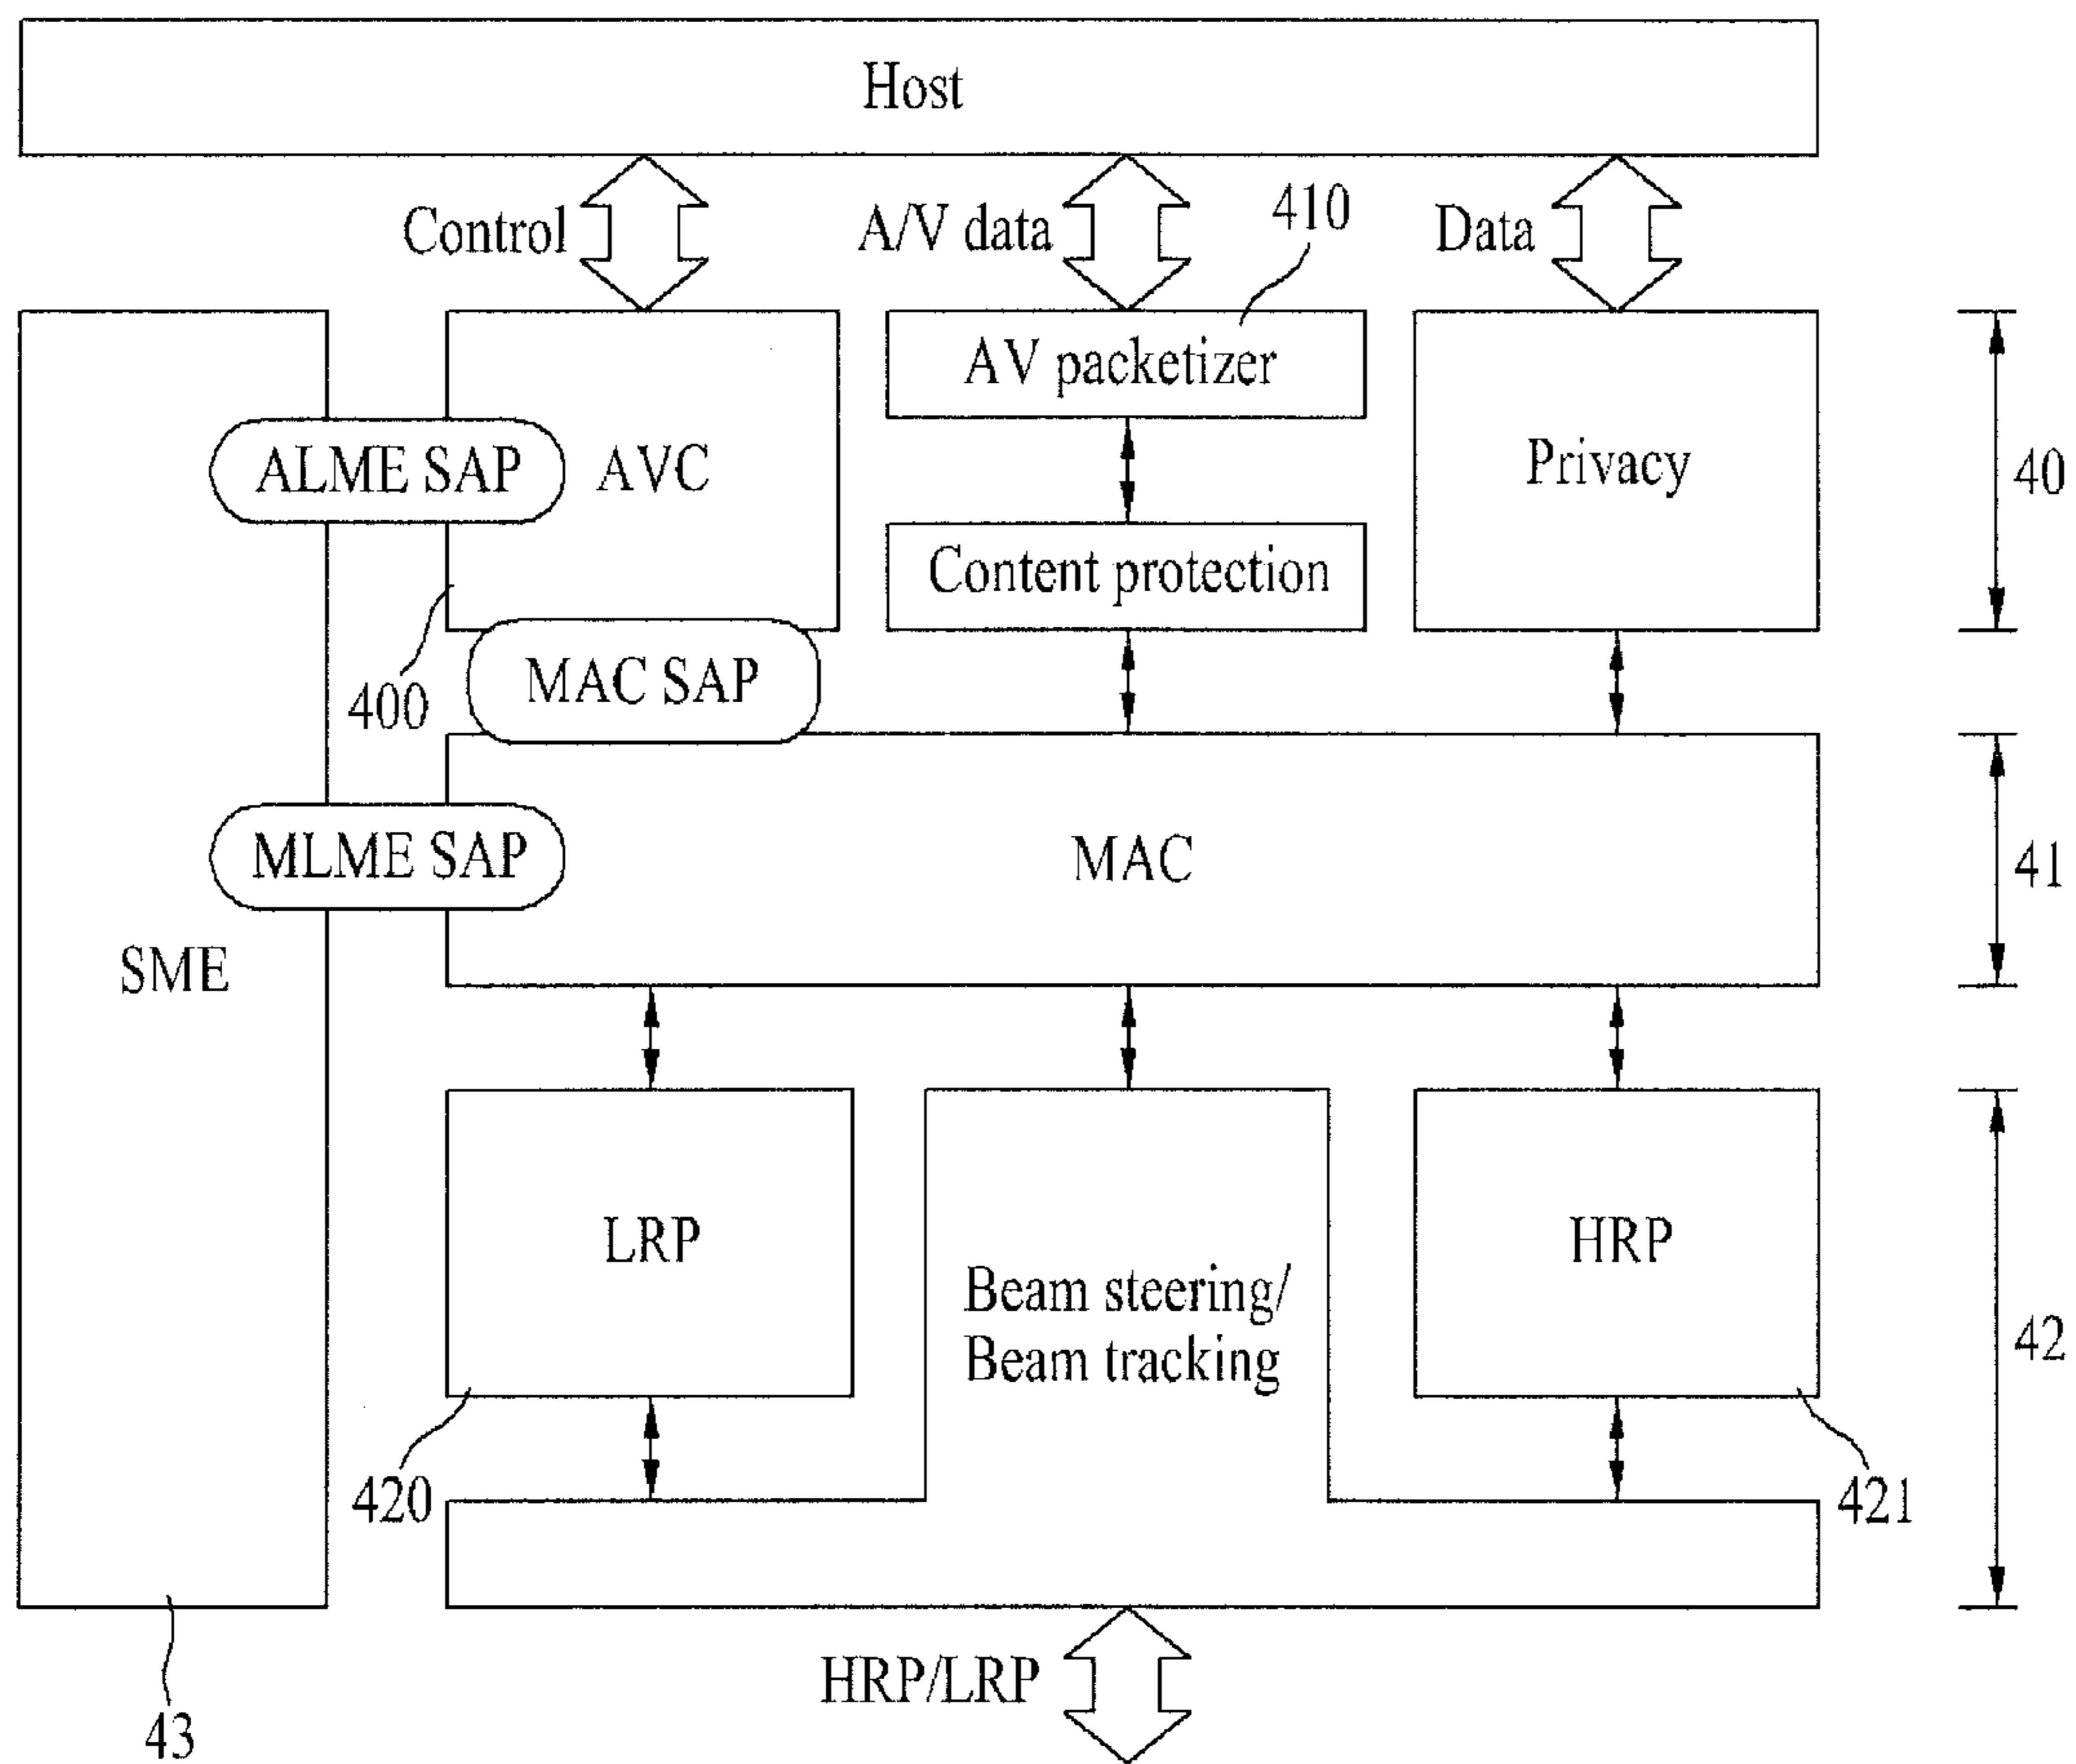 Host
Control
A/V data
410
Data
AV packetizer
ALME SAP
AVC
Privacy
40
Content protection
400
MAC SAP
MLME SAP
MAC
41
SME
LRP
HRP
Beam steering/
Beam tracking
42
420
421
HRP/LRP
43